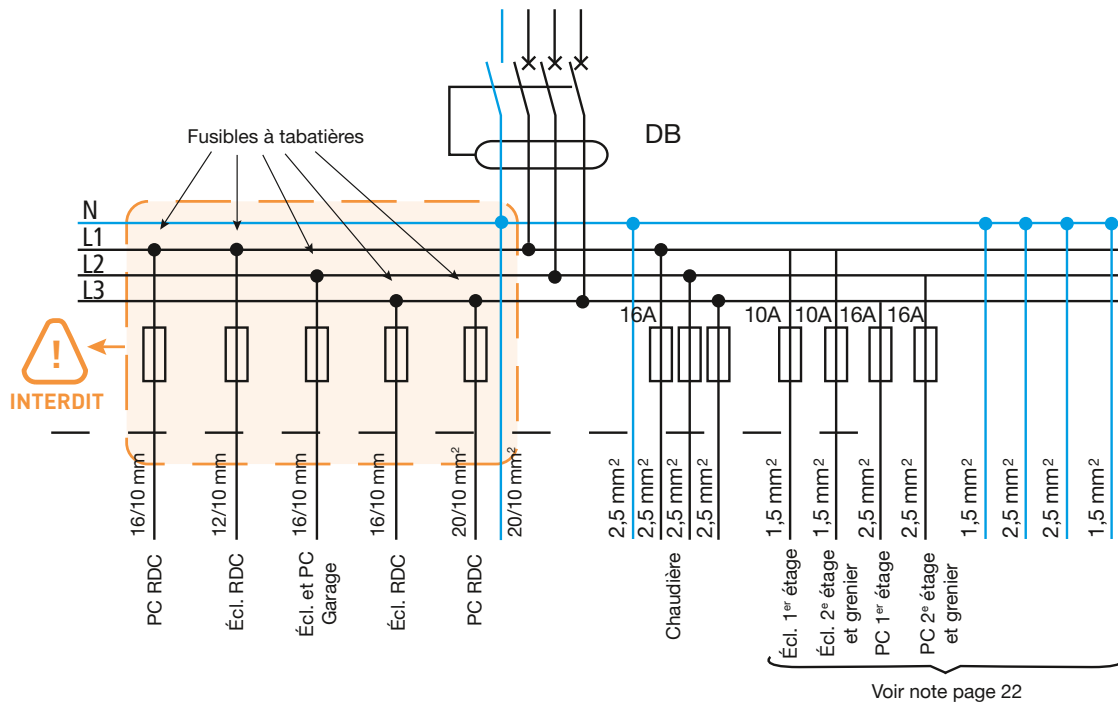 DB
Fusibles à tabatières
N
L1
L2
L3
16A
10A
10A
16A
16A
!
INTERDIT
16/10 mm
12/10 mm
16/10 mm
16/10 mm
20/10 mm²
20/10 mm²
2,5 mm²
2,5 mm²
2,5 mm²
2,5 mm²
1,5 mm²
1,5 mm²
2,5 mm²
2,5 mm²
1,5 mm²
2,5 mm²
2,5 mm²
1,5 mm²
PC RDC
Écl. RDC
Écl. et PC
Garage
Écl. RDC
PC RDC
Chaudière
Écl. 1er étage
Écl. 2e étage
et grenier
PC 1er étage
PC 2e étage
et grenier
Voir note page 22